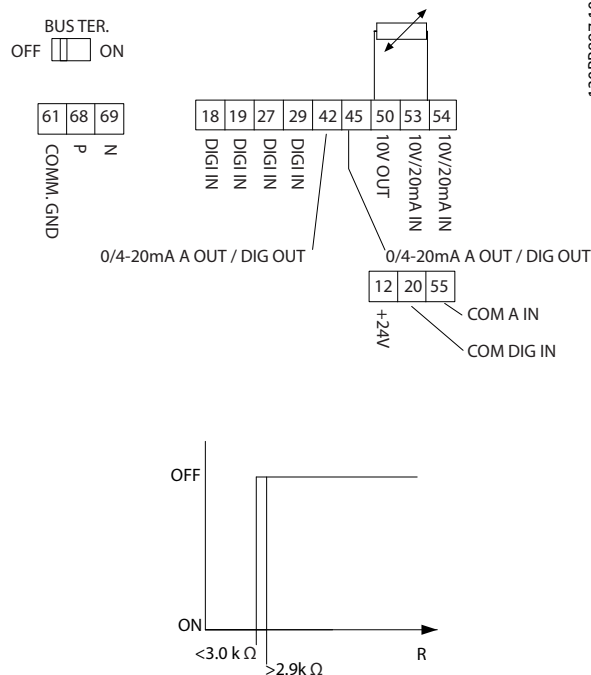 BUS TER.
OFF ON
61 68 69
COMM. GND
P
N
18 19 27 29 42 45 50 53 54
DIGI IN
DIGI IN
DIGI IN
DIGI IN
10V OUT
10V/20mA IN
10V/20mA IN
0/4-20mA A OUT / DIG OUT
0/4-20mA A OUT / DIG OUT
12 20 55
+24V
COM A IN
COM DIG IN
OFF
ON
<3.0 k Ω
>2.9k Ω
R